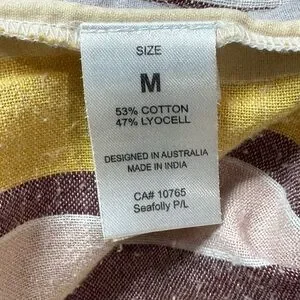 SIZE
M
53% COTTON
47% LYOCELL
DESIGNED IN AUSTRALIA
MADE IN INDIA
CA# 10765
Seafolly P/L